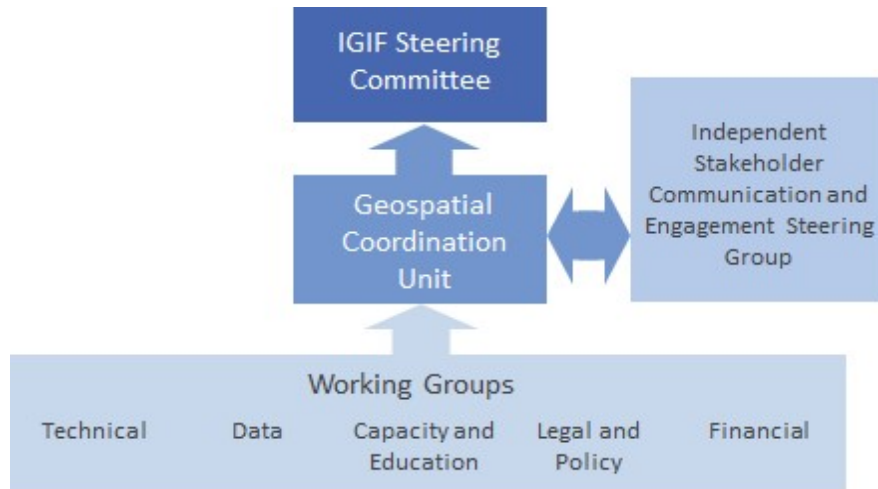 IGIF Steering
Committee
Independent
Stakeholder
Communication and
Engagement Steering
Group
Geospatial
Coordination
Unit
Working Groups
Technical
Data
Capacity and
Education
Legal and
Policy
Financial